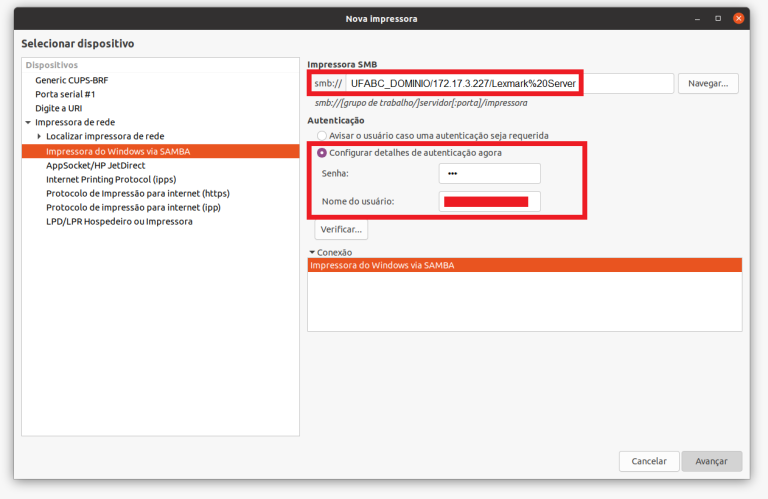 Nova impressora
Selecionar dispositivo
Dispositivos
Generic CUPS-BRF
Porta serial #1
Digite a URI
Impressora de rede
Localizar impressora de rede
Impressora do Windows via SAMBA
AppSocket/HP JetDirect
Internet Printing Protocol (ipps)
Protocolo de Impressão para internet (https)
Protocolo de impressão para internet (ipp)
LPD/LPR Hospedeiro ou Impressora
Impressora SMB
smb:// UFABC_DOMINIO/172.17.3.227/Lexmark%20Server Navegar...
smb://[grupo de trabalho/]servidor[:porta]/impressora
Autenticação
Avisar o usuário caso uma autenticação seja requerida
Configurar detalhes de autenticação agora
Senha: •••
Nome do usuário:
Verificar...
Conexão
Impressora do Windows via SAMBA
Cancelar Avançar